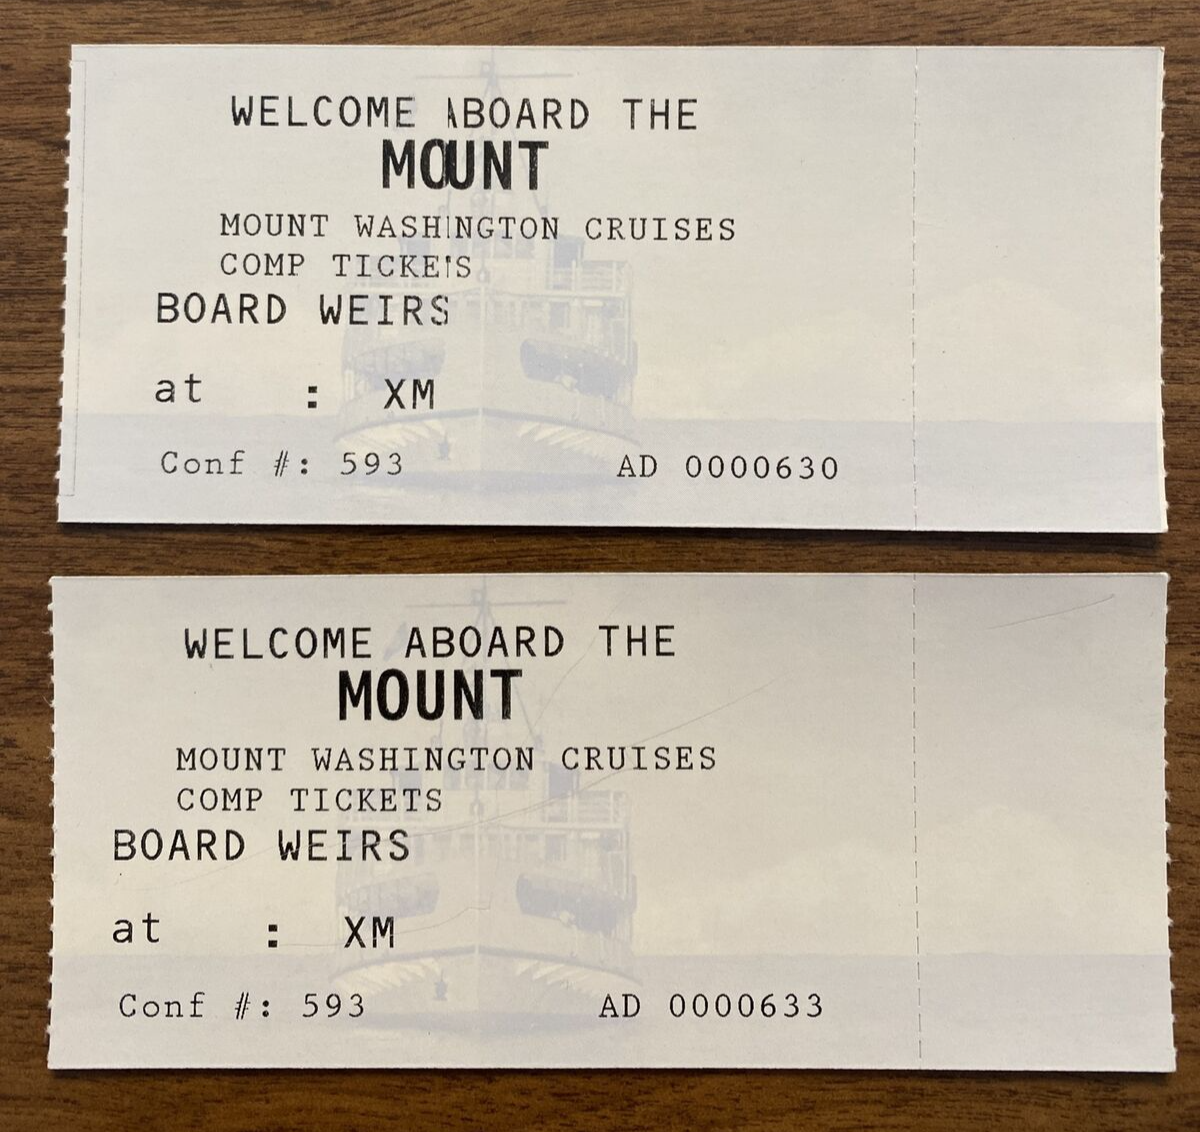 WELCOME ABOARD THE
MOUNT
MOUNT WASHINGTON CRUISES
COMP TICKETS
BOARD WEIRS
at : XM
Conf #: 593 AD 0000630
WELCOME ABOARD THE
MOUNT
MOUNT WASHINGTON CRUISES
COMP TICKETS
BOARD WEIRS
at : XM
Conf #: 593 AD 0000633